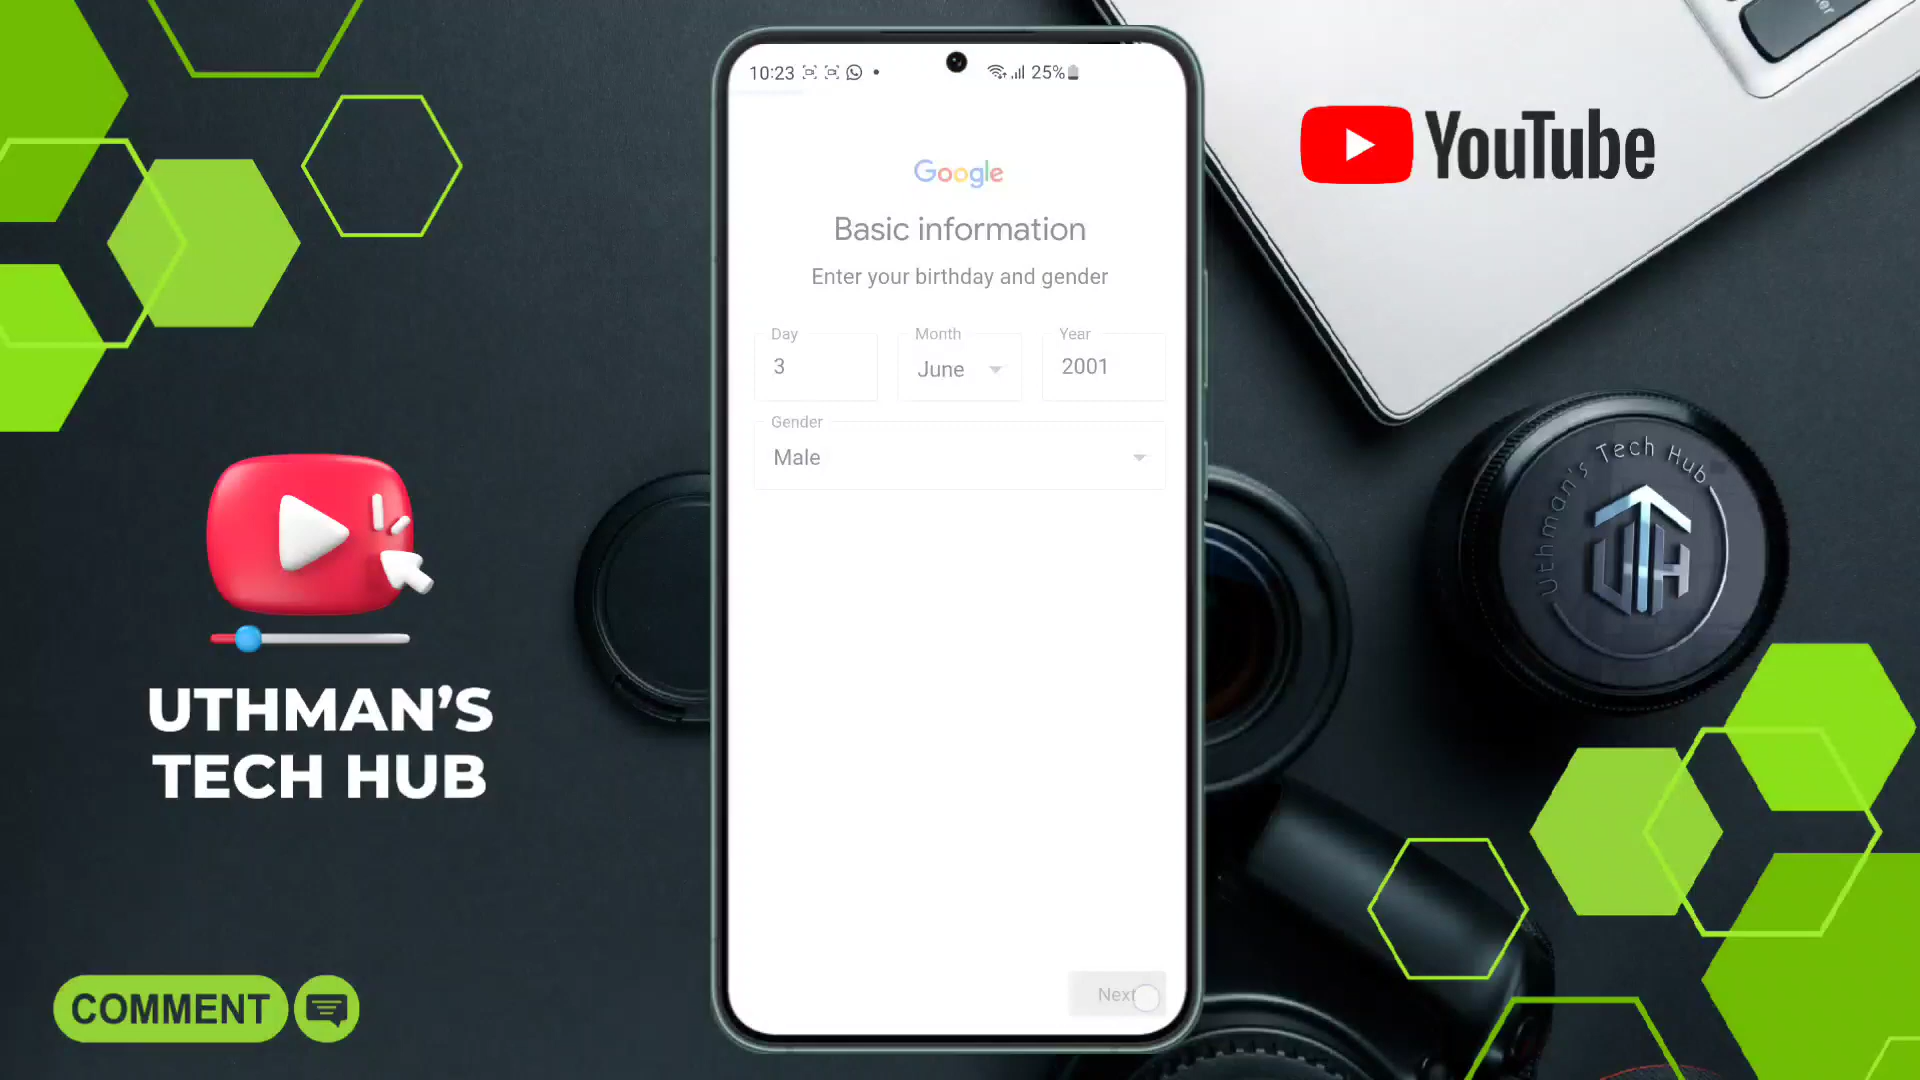 10:23
25%
Google
Basic information
Enter your birthday and gender
Day
3
Month
June
Year
2001
Gender
Male
Next
YouTube
Uthman's Tech Hub
UTH
UTHMAN'S
TECH HUB
COMMENT